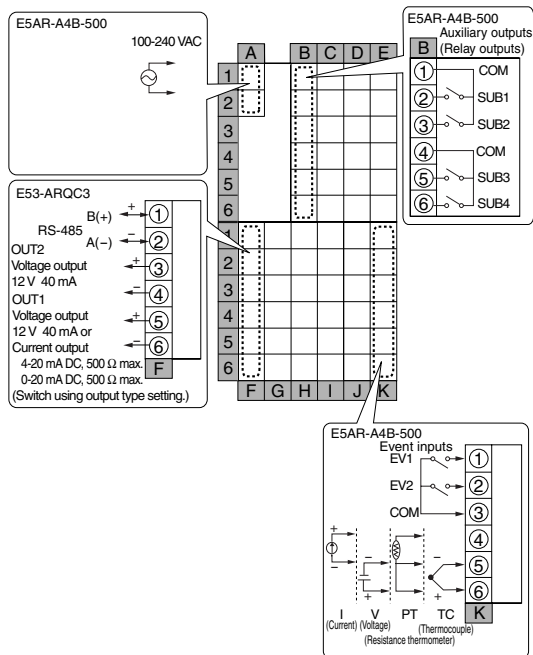 E5AR-A4B-500
100-240 VAC
A B C D E
1
2
3
4
5
6
1
2
3
4
5
6
F G H I J K
E5AR-A4B-500
Auxiliary outputs
(Relay outputs)
B
1 COM
2 SUB1
3 SUB2
4 COM
5 SUB3
6 SUB4
E53-ARQC3
B(+) + 1
RS-485
A(−) − 2
OUT2
Voltage output + 3
12 V 40 mA
− 4
OUT1
Voltage output + 5
12 V 40 mA or
Current output − 6
4-20 mA DC, 500 Ω max.
0-20 mA DC, 500 Ω max.
F
(Switch using output type setting.)
E5AR-A4B-500
Event inputs
EV1 1
EV2 2
COM 3
4
+ − − 5
− + + 6
I V PT TC K
(Current) (Voltage) (Thermocouple)
(Resistance thermometer)